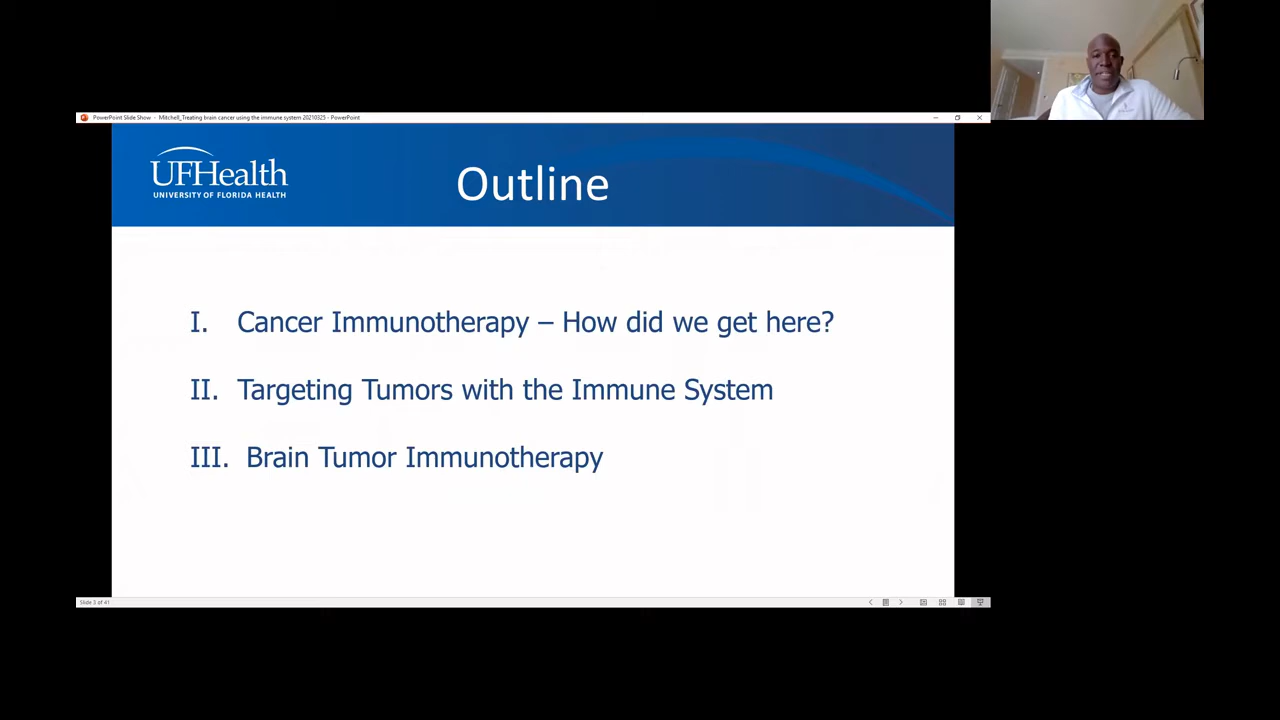 PowerPoint Slide Show - Mitchell_Treating brain cancer using the immune system 20210325 - PowerPoint
UFHealth
UNIVERSITY OF FLORIDA HEALTH
Outline
I. Cancer Immunotherapy – How did we get here?
II. Targeting Tumors with the Immune System
III. Brain Tumor Immunotherapy
Slide 3 of 41